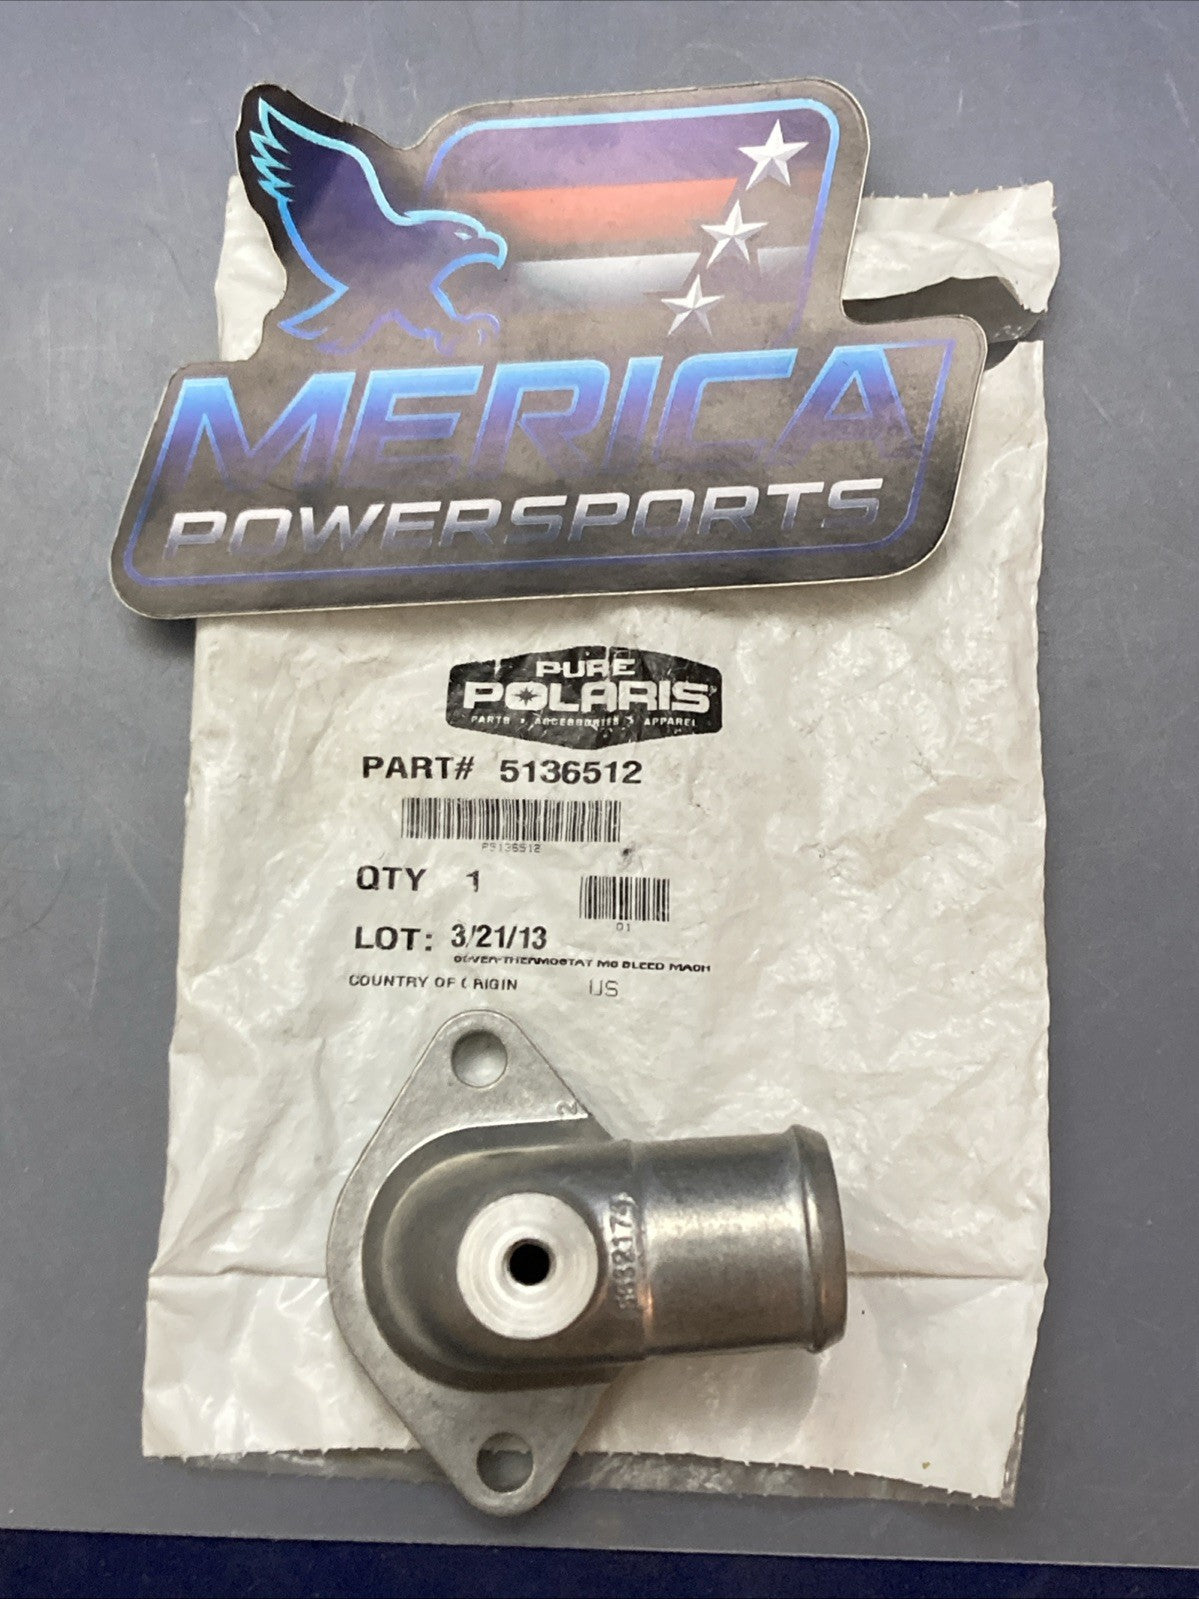 MERICA
POWERSPORTS
PURE
POLARIS
PARTS • ACCESSORIES • APPAREL
PART# 5136512
P5136512
QTY 1
01
LOT: 3/21/13
COVER-THERMOSTAT M6 BLEED MACH
COUNTRY OF ORIGIN US
2